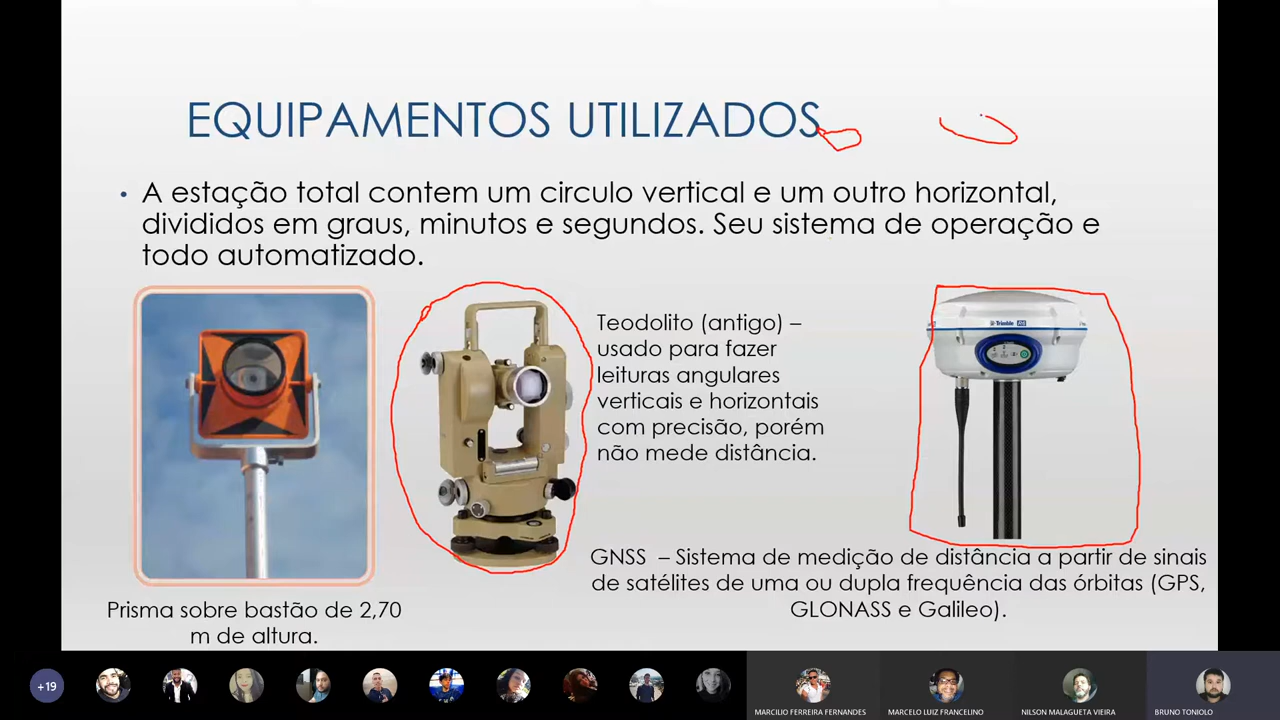 EQUIPAMENTOS UTILIZADOS
• A estação total contem um circulo vertical e um outro horizontal,
divididos em graus, minutos e segundos. Seu sistema de operação e
todo automatizado.
Teodolito (antigo) –
usado para fazer
leituras angulares
verticais e horizontais
com precisão, porém
não mede distância.
Trimble
GNSS – Sistema de medição de distância a partir de sinais
de satélites de uma ou dupla frequência das órbitas (GPS,
GLONASS e Galileo).
Prisma sobre bastão de 2,70
m de altura.
+19
MARCILIO FERREIRA FERNANDES
MARCELO LUIZ FRANCELINO
NILSON MALAGUETA VIEIRA
BRUNO TONIOLO